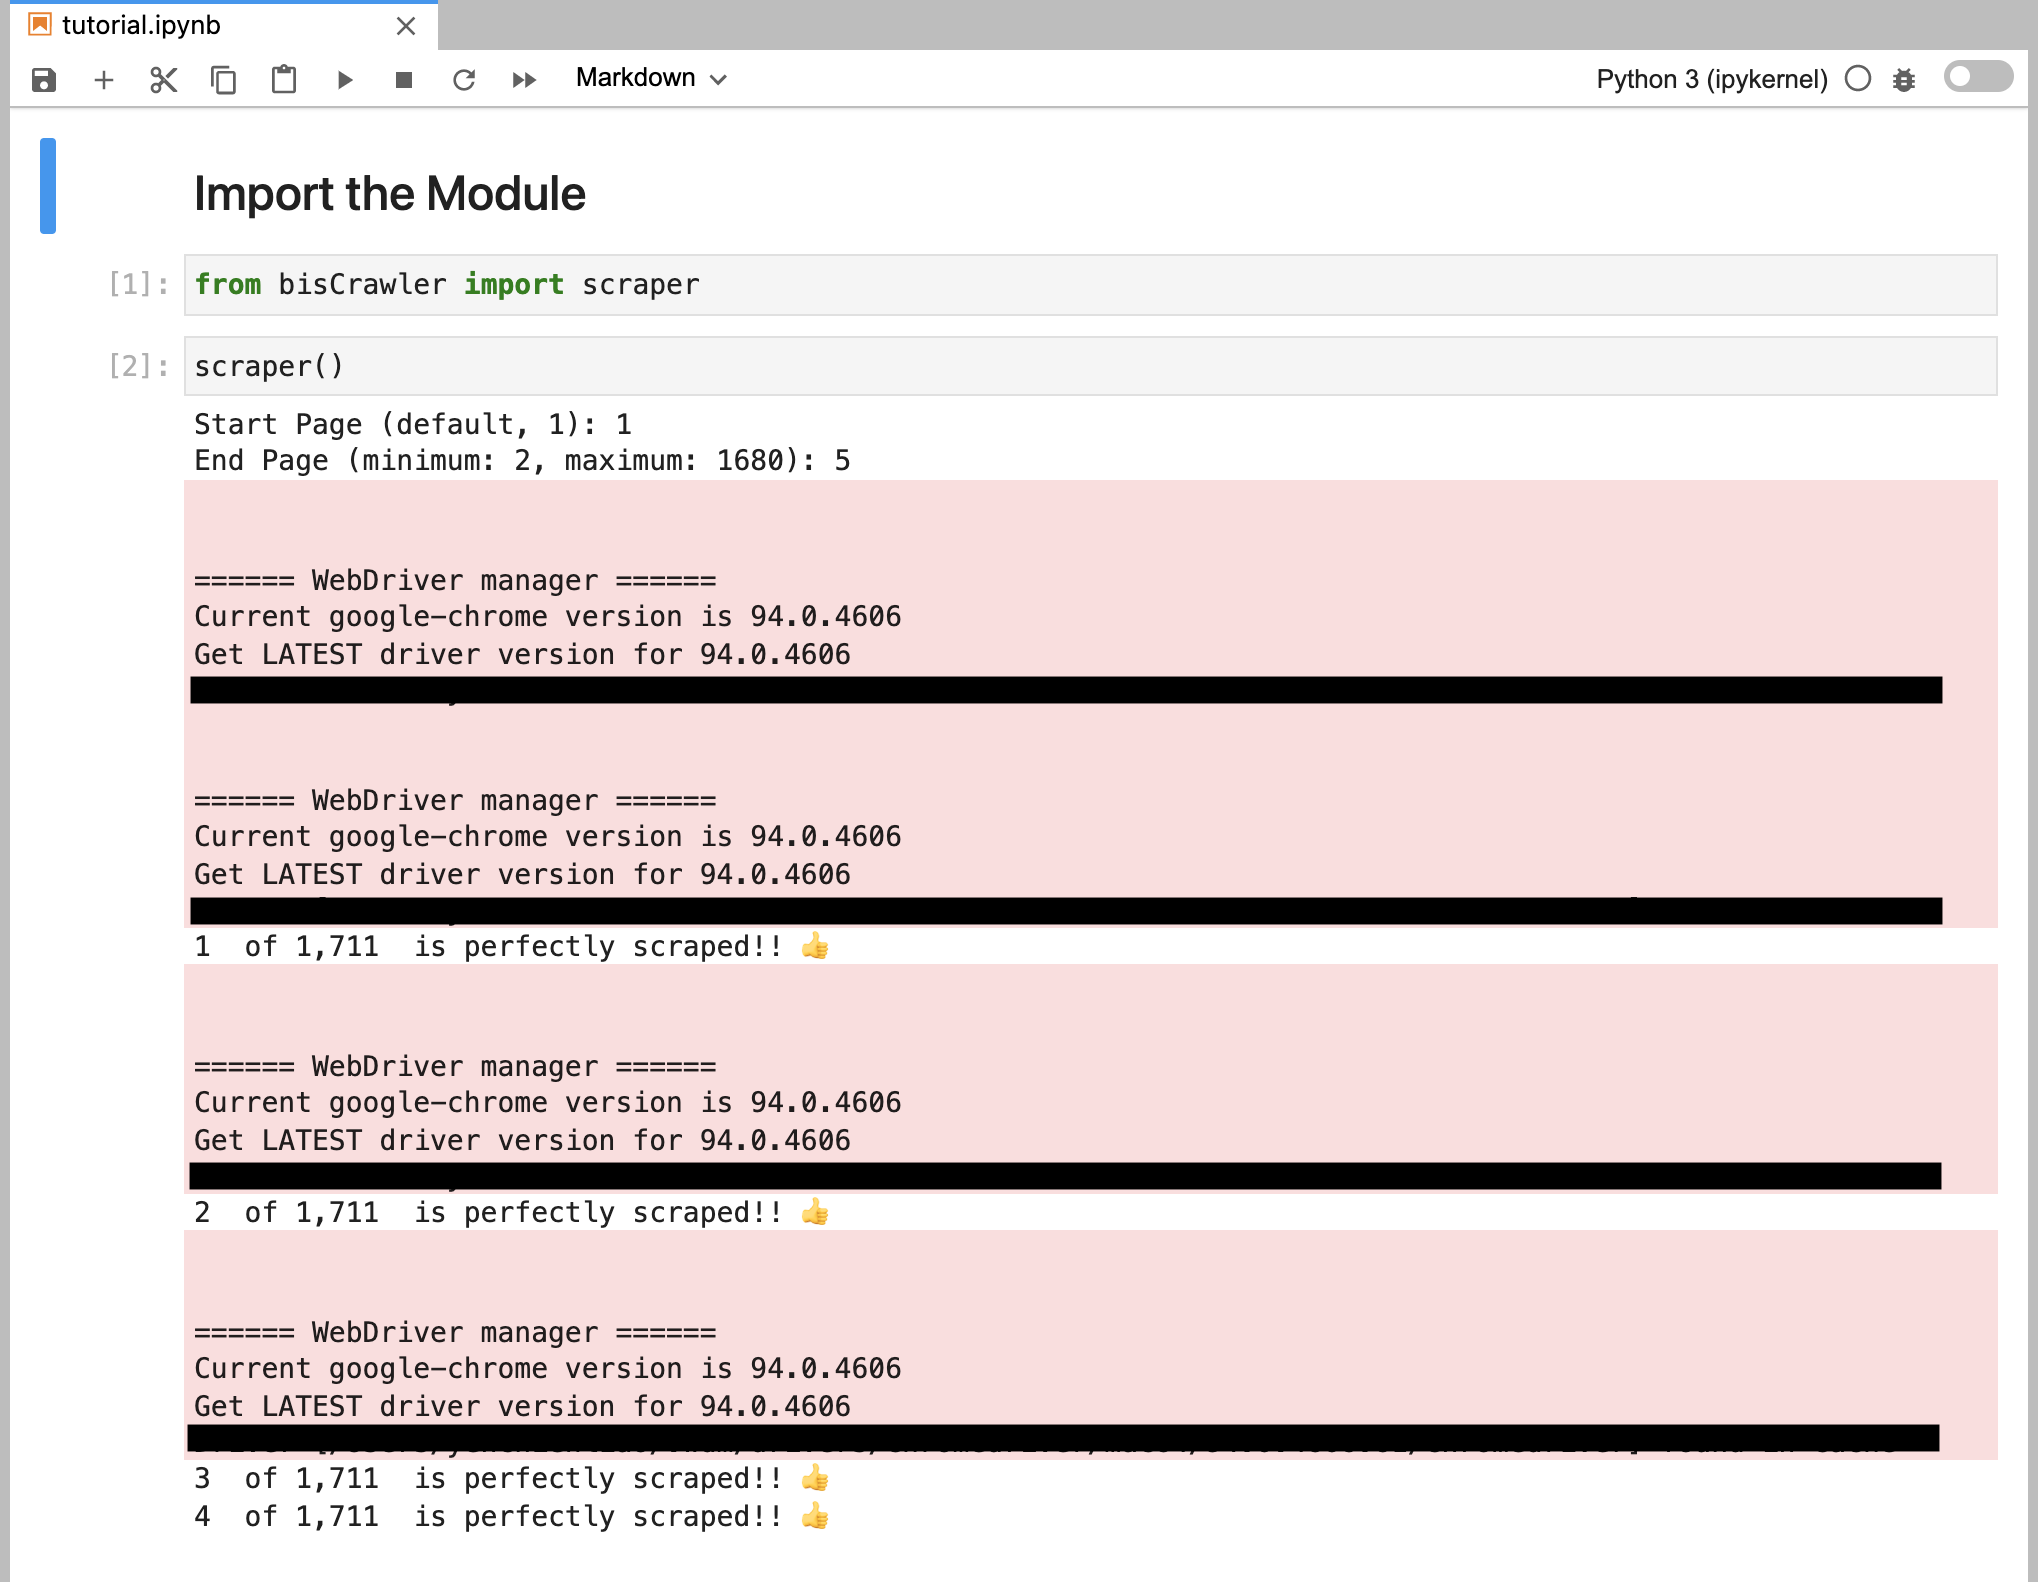 tutorial.ipynb
Markdown
Python 3 (ipykernel)
Import the Module
[1]: from bisCrawler import scraper
[2]: scraper()
Start Page (default, 1): 1
End Page (minimum: 2, maximum: 1680): 5
====== WebDriver manager ======
Current google-chrome version is 94.0.4606
Get LATEST driver version for 94.0.4606
====== WebDriver manager ======
Current google-chrome version is 94.0.4606
Get LATEST driver version for 94.0.4606
1  of 1,711  is perfectly scraped!! 👍
====== WebDriver manager ======
Current google-chrome version is 94.0.4606
Get LATEST driver version for 94.0.4606
2  of 1,711  is perfectly scraped!! 👍
====== WebDriver manager ======
Current google-chrome version is 94.0.4606
Get LATEST driver version for 94.0.4606
3  of 1,711  is perfectly scraped!! 👍
4  of 1,711  is perfectly scraped!! 👍